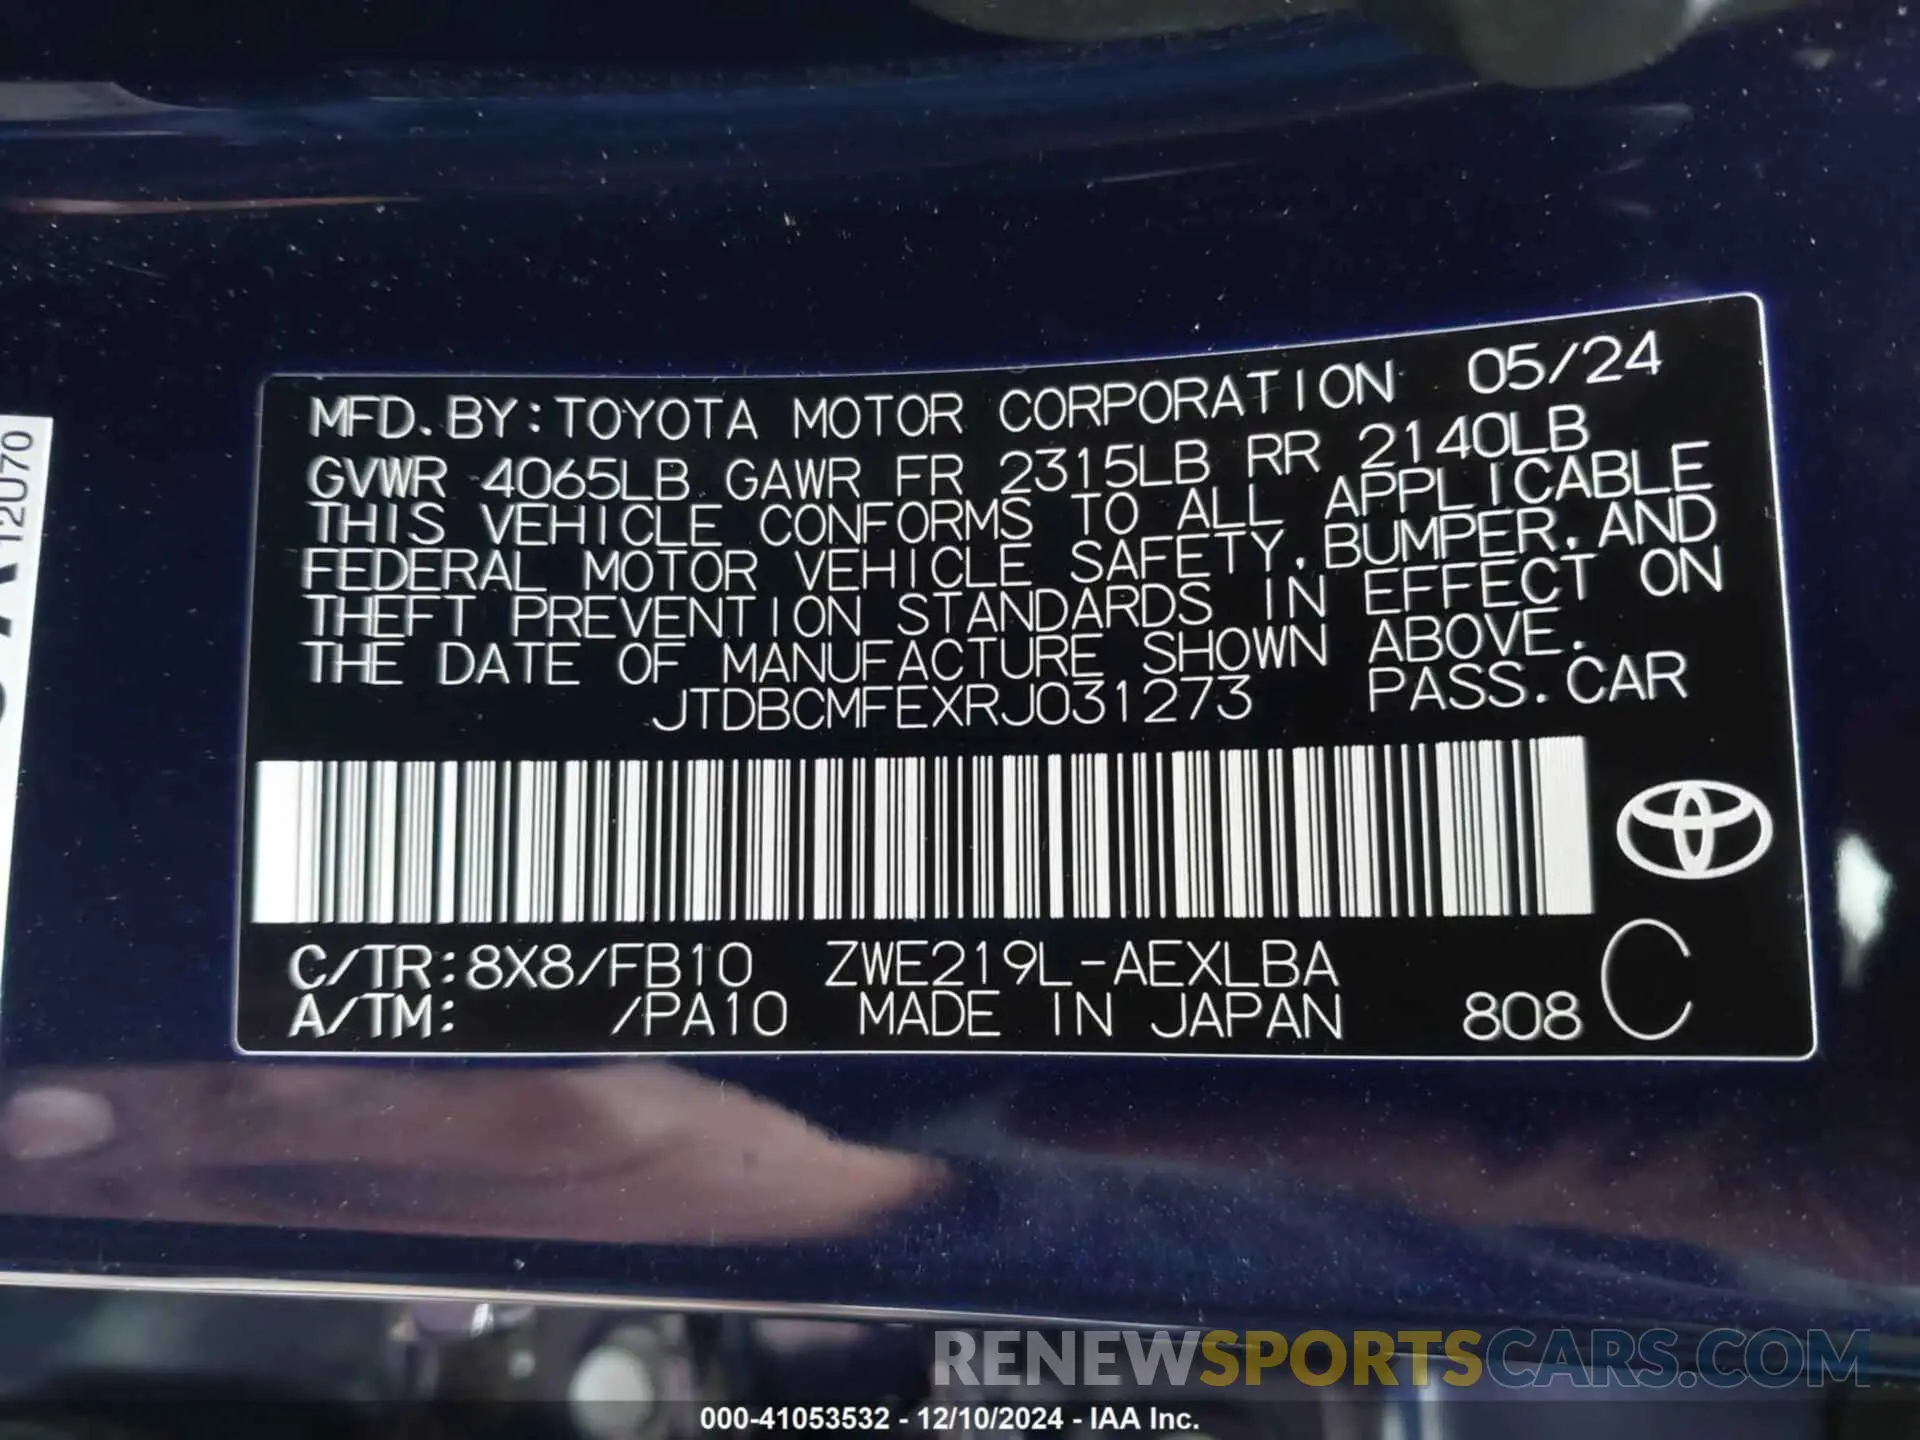 MFD. BY: TOYOTA MOTOR CORPORATION 05/24
GVWR 4065LB GAWR FR 2315LB RR 2140LB
THIS VEHICLE CONFORMS TO ALL APPLICABLE
FEDERAL MOTOR VEHICLE SAFETY, BUMPER, AND
THEFT PREVENTION STANDARDS IN EFFECT ON
THE DATE OF MANUFACTURE SHOWN ABOVE.
JTDBCMFEXRJ031273 PASS. CAR
C/TR: 8X8/FB10 ZWE219L-AEXLBA
A/TM: /PA10 MADE IN JAPAN 808 C
12U70
RENEWSPORTSCARS.COM
000-41053532 - 12/10/2024 - IAA Inc.